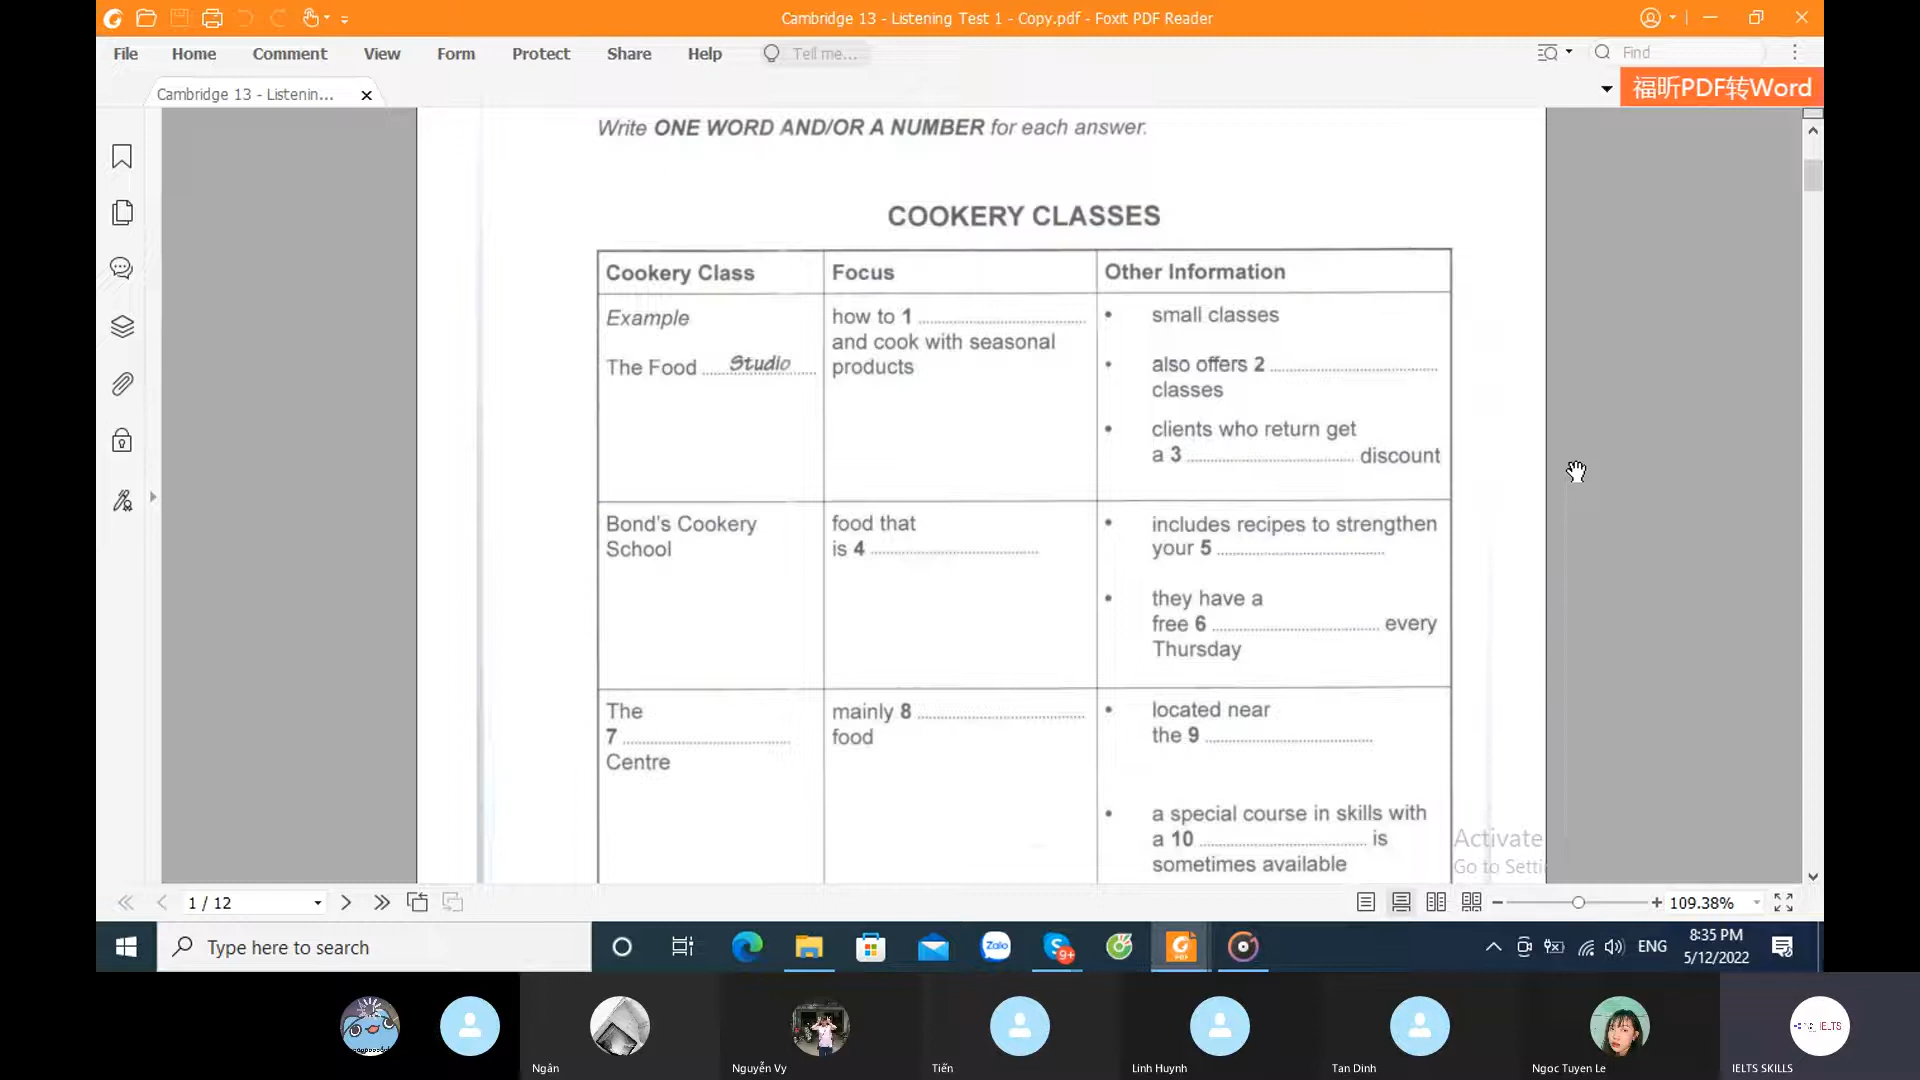 Cambridge 13 - Listening Test 1 - Copy.pdf - Foxit PDF Reader
File Home Comment View Form Protect Share Help Tell me... Find
Cambridge 13 - Listenin...
福昕PDF转Word
Write ONE WORD AND/OR A NUMBER for each answer.
COOKERY CLASSES
Cookery Class Focus Other Information
Example
The Food Studio
how to 1 ........................
and cook with seasonal
products
• small classes
• also offers 2 ........................
classes
• clients who return get
a 3 ........................ discount
Bond's Cookery
School
food that
is 4 ........................
• includes recipes to strengthen
your 5 ........................
• they have a
free 6 ........................ every
Thursday
The
7 ........................
Centre
mainly 8 ........................
food
• located near
the 9 ........................
• a special course in skills with
a 10 ........................ is
sometimes available
Activate
Go to Setti
1 / 12
109.38%
Type here to search
Zalo
9+
PDF
ENG
8:35 PM
5/12/2022
Ngân
Nguyễn Vy
Tiến
Linh Huynh
Tan Dinh
Ngoc Tuyen Le
IELTS
IELTS SKILLS